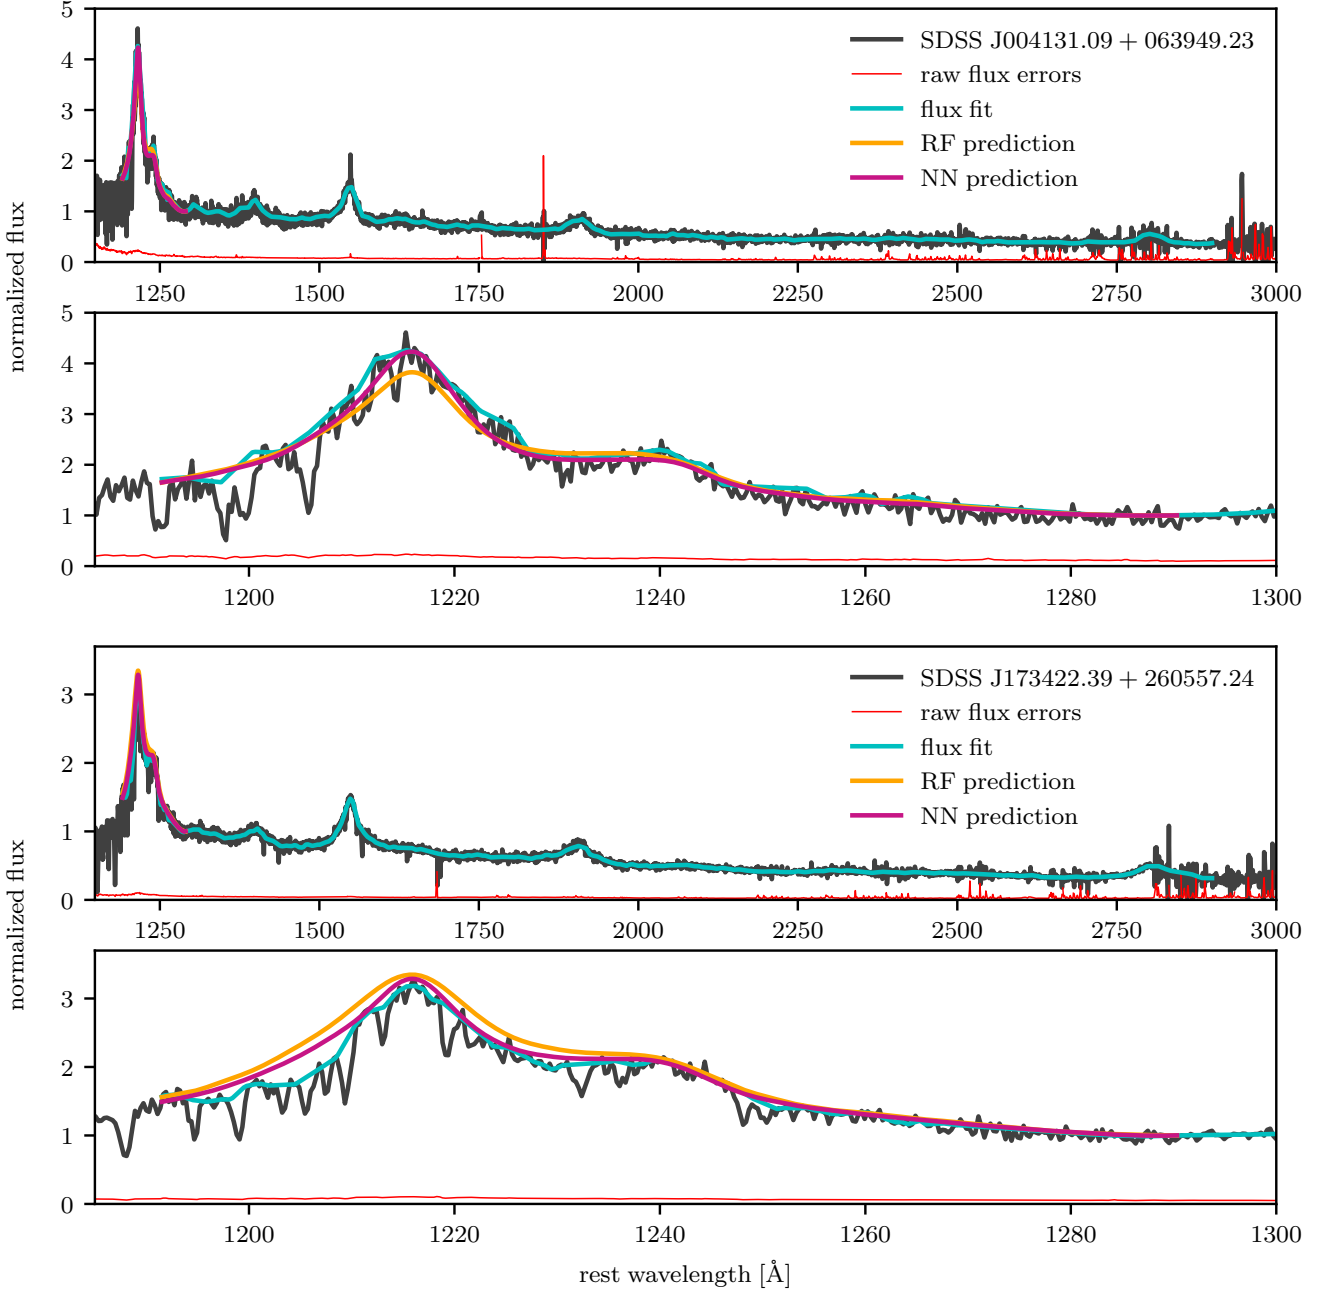 5
4
3
2
1
0
SDSS J004131.09 + 063949.23
raw flux errors
flux fit
RF prediction
NN prediction
1250 1500 1750 2000 2250 2500 2750 3000
normalized flux
5
4
3
2
1
0
1200 1220 1240 1260 1280 1300
3
2
1
0
SDSS J173422.39 + 260557.24
raw flux errors
flux fit
RF prediction
NN prediction
1250 1500 1750 2000 2250 2500 2750 3000
normalized flux
3
2
1
0
1200 1220 1240 1260 1280 1300
rest wavelength [Å]